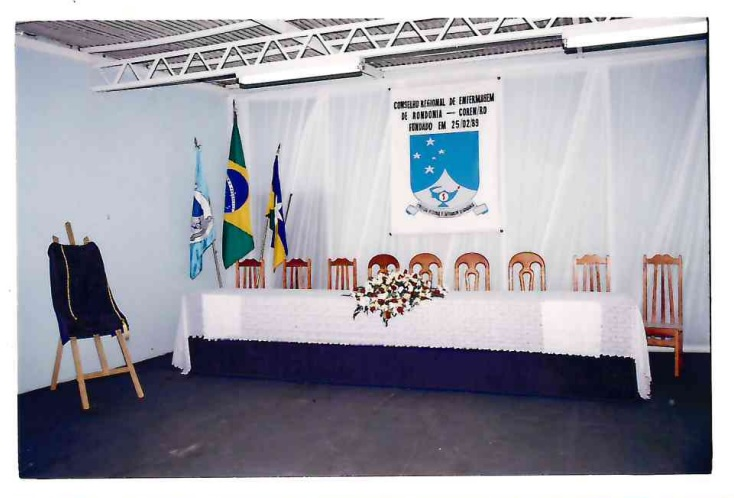 CONSELHO REGIONAL DE ENFERMAGEM
DE RONDONIA — COREN/RO
FUNDADO EM 25/02/89